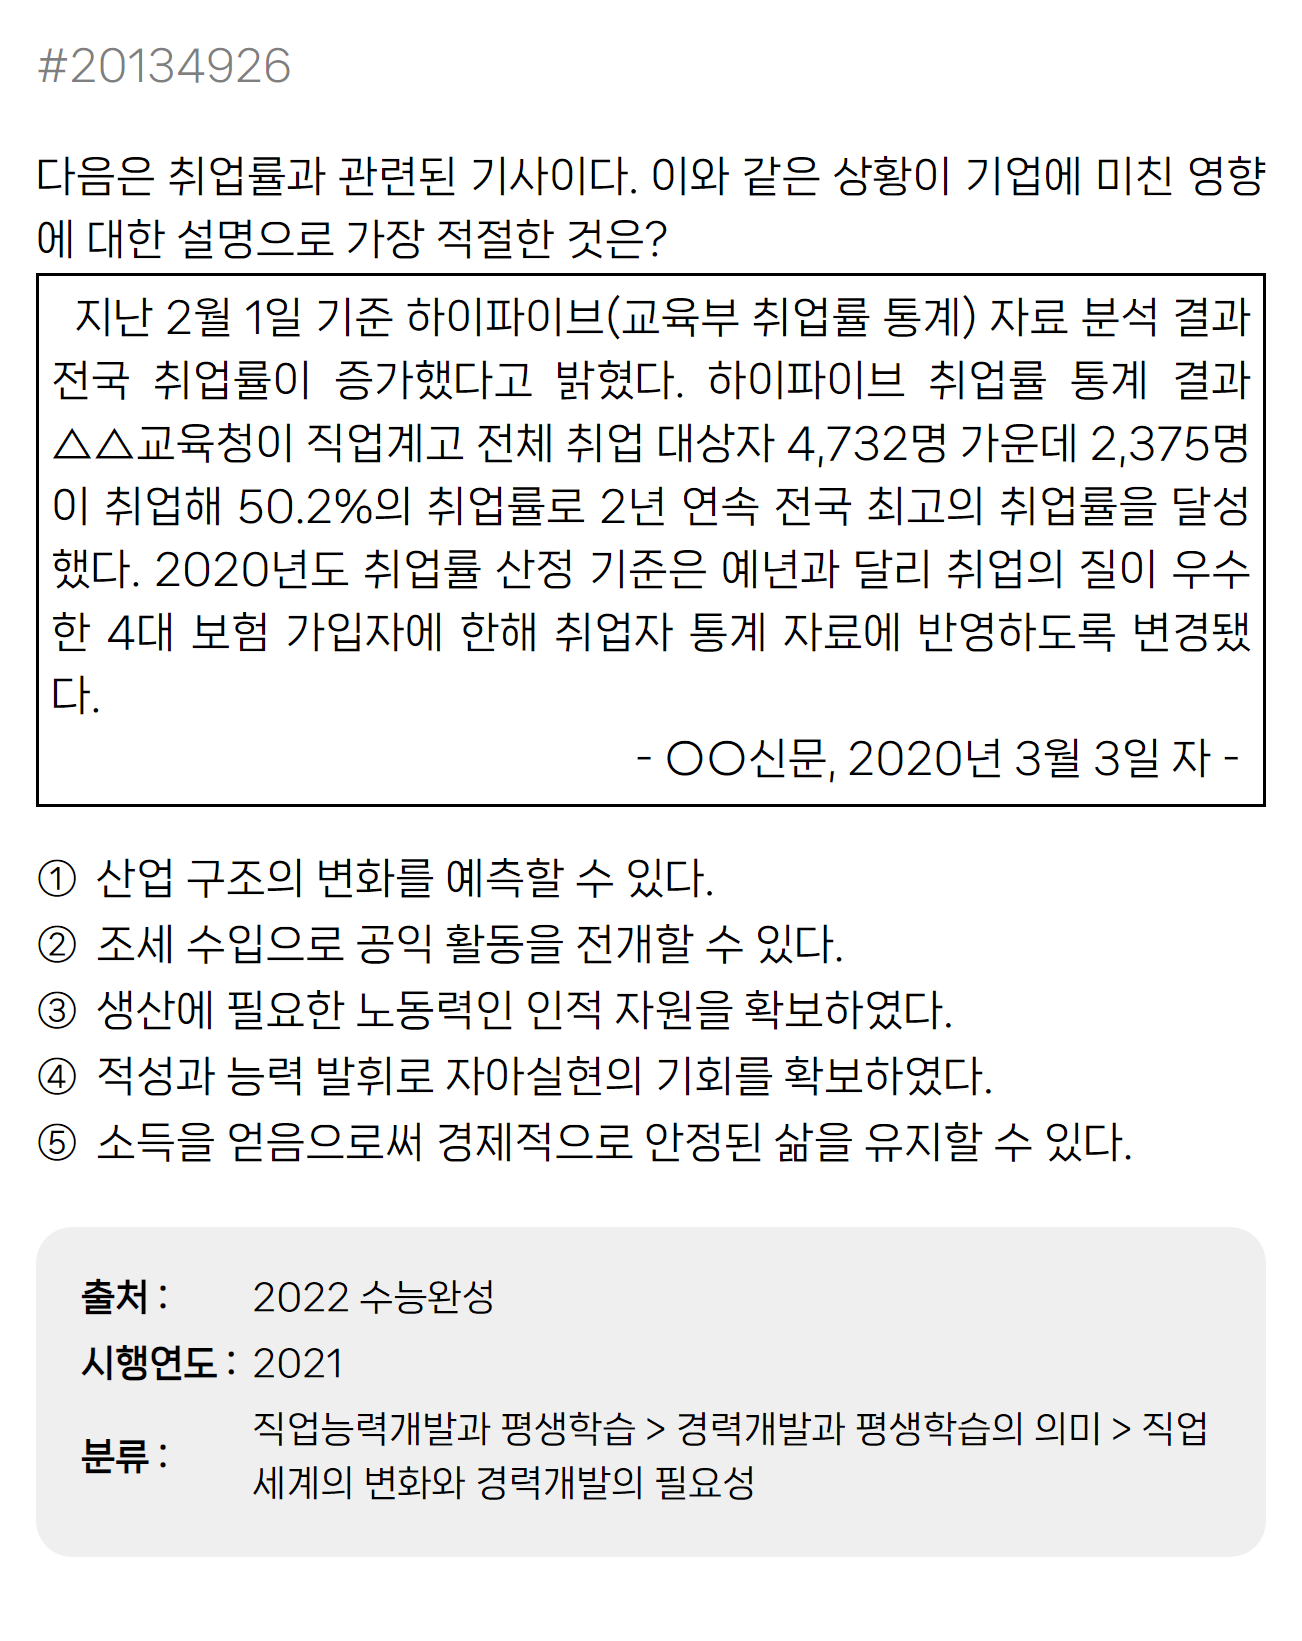 #20134926
다음은 취업률과 관련된 기사이다. 이와 같은 상황이 기업에 미친 영향
에 대한 설명으로 가장 적절한 것은?
지난 2월 1일 기준 하이파이브(교육부 취업률 통계) 자료 분석 결과
전국 취업률이 증가했다고 밝혔다. 하이파이브 취업률 통계 결과
△△교육청이 직업계고 전체 취업 대상자 4,732명 가운데 2,375명
이 취업해 50.2%의 취업률로 2년 연속 전국 최고의 취업률을 달성
했다. 2020년도 취업률 산정 기준은 예년과 달리 취업의 질이 우수
한 4대 보험 가입자에 한해 취업자 통계 자료에 반영하도록 변경됐
다.
- ○○신문, 2020년 3월 3일 자 -
① 산업 구조의 변화를 예측할 수 있다.
② 조세 수입으로 공익 활동을 전개할 수 있다.
③ 생산에 필요한 노동력인 인적 자원을 확보하였다.
④ 적성과 능력 발휘로 자아실현의 기회를 확보하였다.
⑤ 소득을 얻음으로써 경제적으로 안정된 삶을 유지할 수 있다.
출처 : 2022 수능완성
시행연도 : 2021
분류 : 직업능력개발과 평생학습 > 경력개발과 평생학습의 의미 > 직업
세계의 변화와 경력개발의 필요성